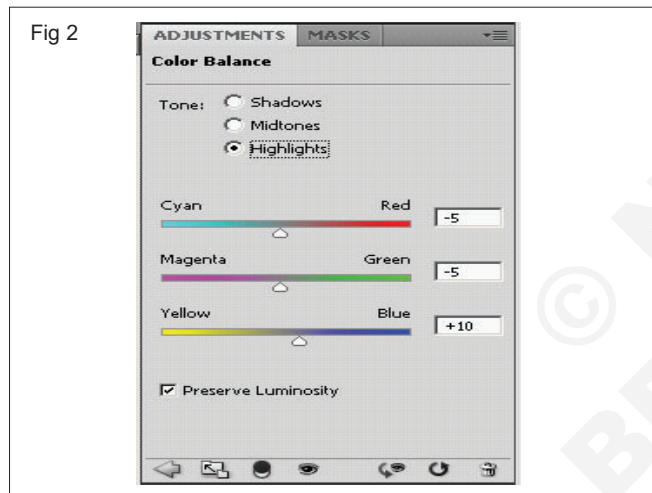 Fig 2
ADJUSTMENTS MASKS
Color Balance
Tone: Shadows
Midtones
Highlights
Cyan Red -5
Magenta Green -5
Yellow Blue +10
Preserve Luminosity
©